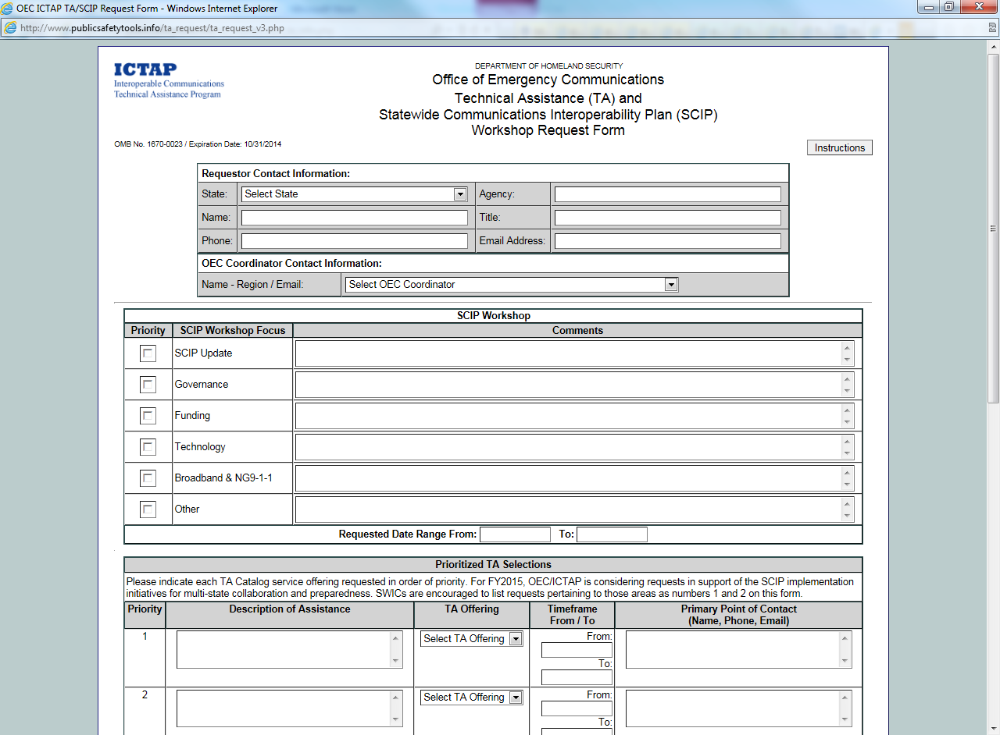 OEC ICTAP TA/SCIP Request Form - Windows Internet Explorer
http://www.publicsafetytools.info/ta_request/ta_request_v3.php
ICTAP
Interoperable Communications
Technical Assistance Program
DEPARTMENT OF HOMELAND SECURITY
Office of Emergency Communications
Technical Assistance (TA) and
Statewide Communications Interoperability Plan (SCIP)
Workshop Request Form
OMB No. 1670-0023 / Expiration Date: 10/31/2014
Instructions
Requestor Contact Information:
State: Select State Agency:
Name: Title:
Phone: Email Address:
OEC Coordinator Contact Information:
Name - Region / Email: Select OEC Coordinator
SCIP Workshop
Priority SCIP Workshop Focus Comments
SCIP Update
Governance
Funding
Technology
Broadband & NG9-1-1
Other
Requested Date Range From: To:
Prioritized TA Selections
Please indicate each TA Catalog service offering requested in order of priority. For FY2015, OEC/ICTAP is considering requests in support of the SCIP implementation
initiatives for multi-state collaboration and preparedness. SWICs are encouraged to list requests pertaining to those areas as numbers 1 and 2 on this form.
Priority Description of Assistance TA Offering Timeframe Primary Point of Contact
From / To (Name, Phone, Email)
1 Select TA Offering From:
To:
2 Select TA Offering From:
To: